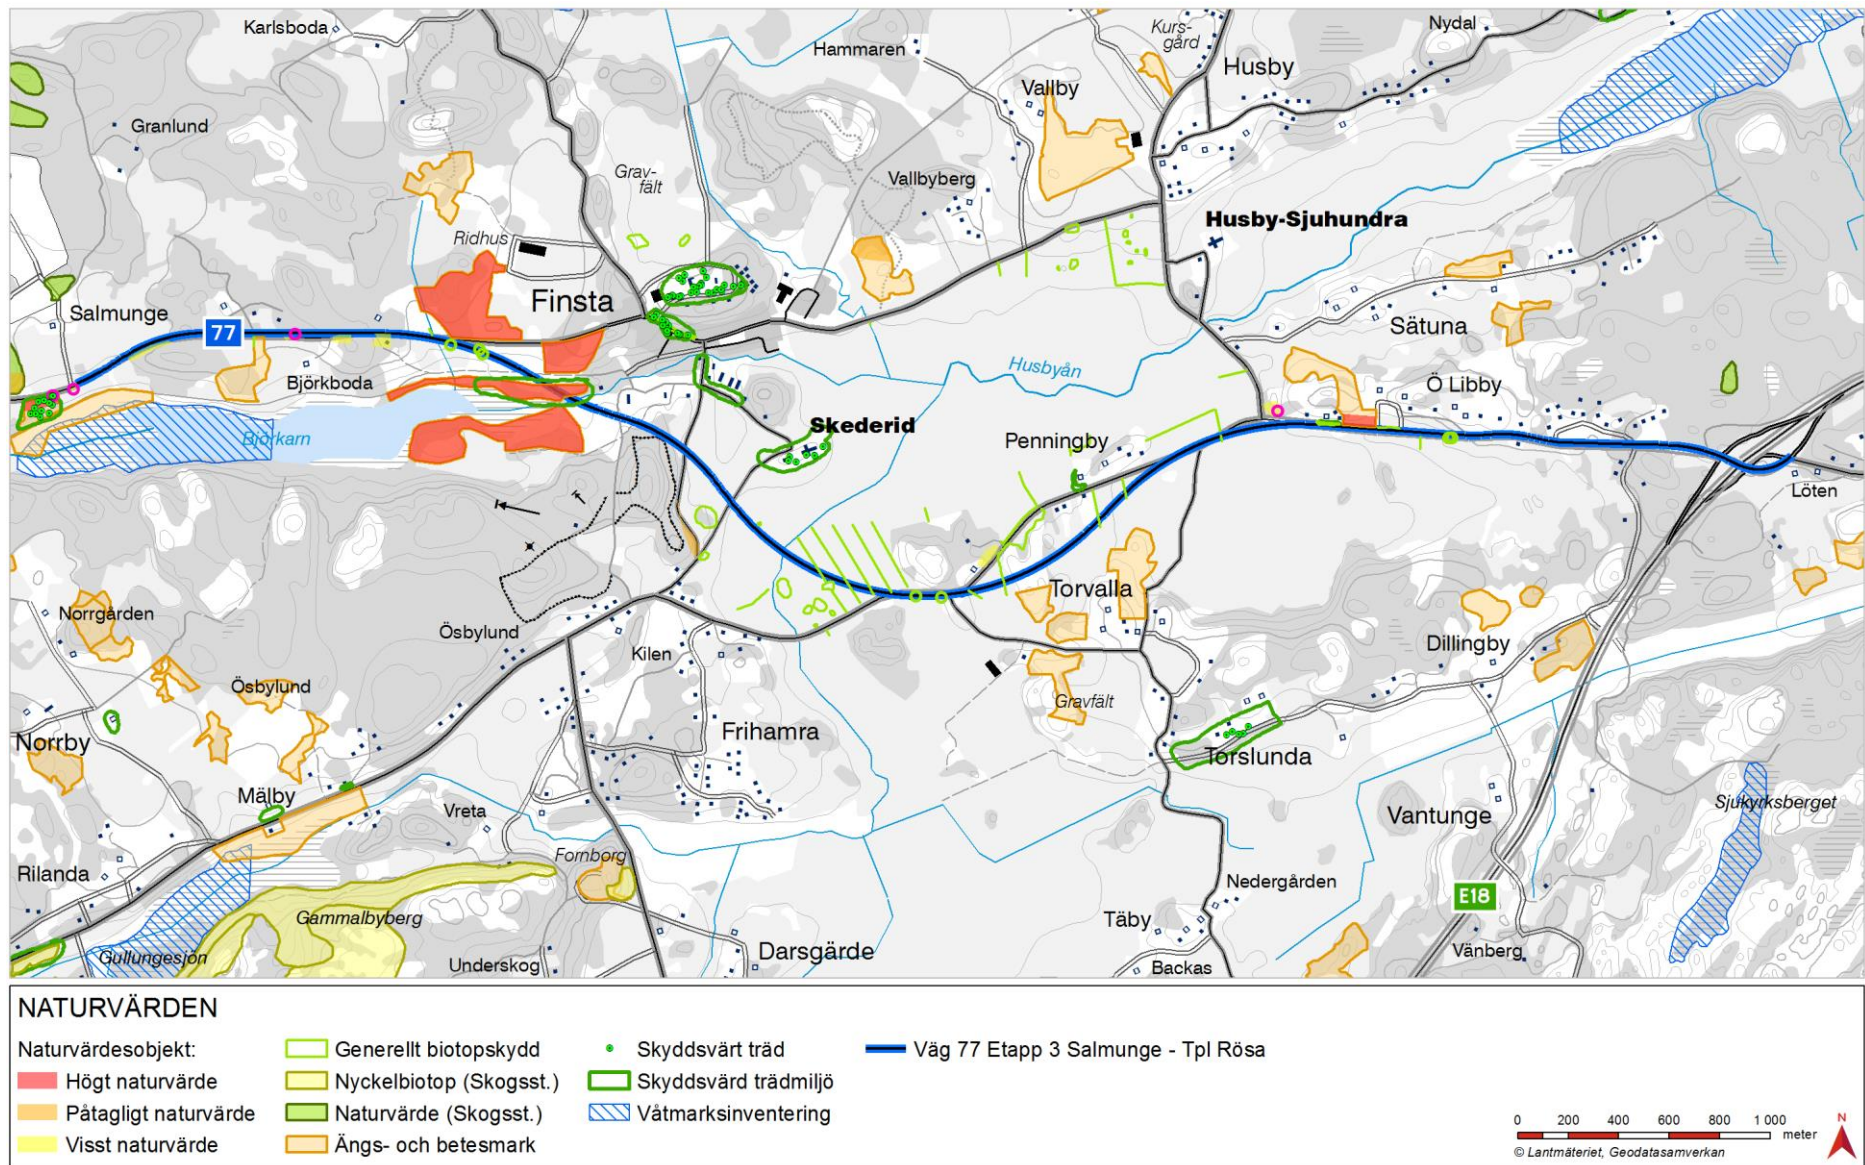 Karlsboda
Hammaren
Kurs-
gård
Nydal
Husby
Vallby
Granlund
Grav-
fält
Vallbyberg
Husby-Sjuhundra
Ridhus
Finsta
Salmunge
77
Sätuna
Björkboda
Husbyån
Ö Libby
Skederid
Björkarn
Penningby
Löten
Norrgården
Torvalla
Ösbylund
Kilen
Dillingby
Ösbylund
Gravfält
Norrby
Frihamra
Torslunda
Mälby
Vreta
Vantunge
Sjukyrksberget
Rilanda
Fornborg
Nedergården
E18
Gammalbyberg
Täby
Gullungesjön
Underskog
Darsgärde
Backas
Vänberg
NATURVÄRDEN
Naturvärdesobjekt:
Högt naturvärde
Påtagligt naturvärde
Visst naturvärde
Generellt biotopskydd
Nyckelbiotop (Skogsst.)
Naturvärde (Skogsst.)
Ängs- och betesmark
Skyddsvärt träd
Skyddsvärd trädmiljö
Våtmarksinventering
Väg 77 Etapp 3 Salmunge - Tpl Rösa
0 200 400 600 800 1 000
meter
N
© Lantmäteriet, Geodatasamverkan